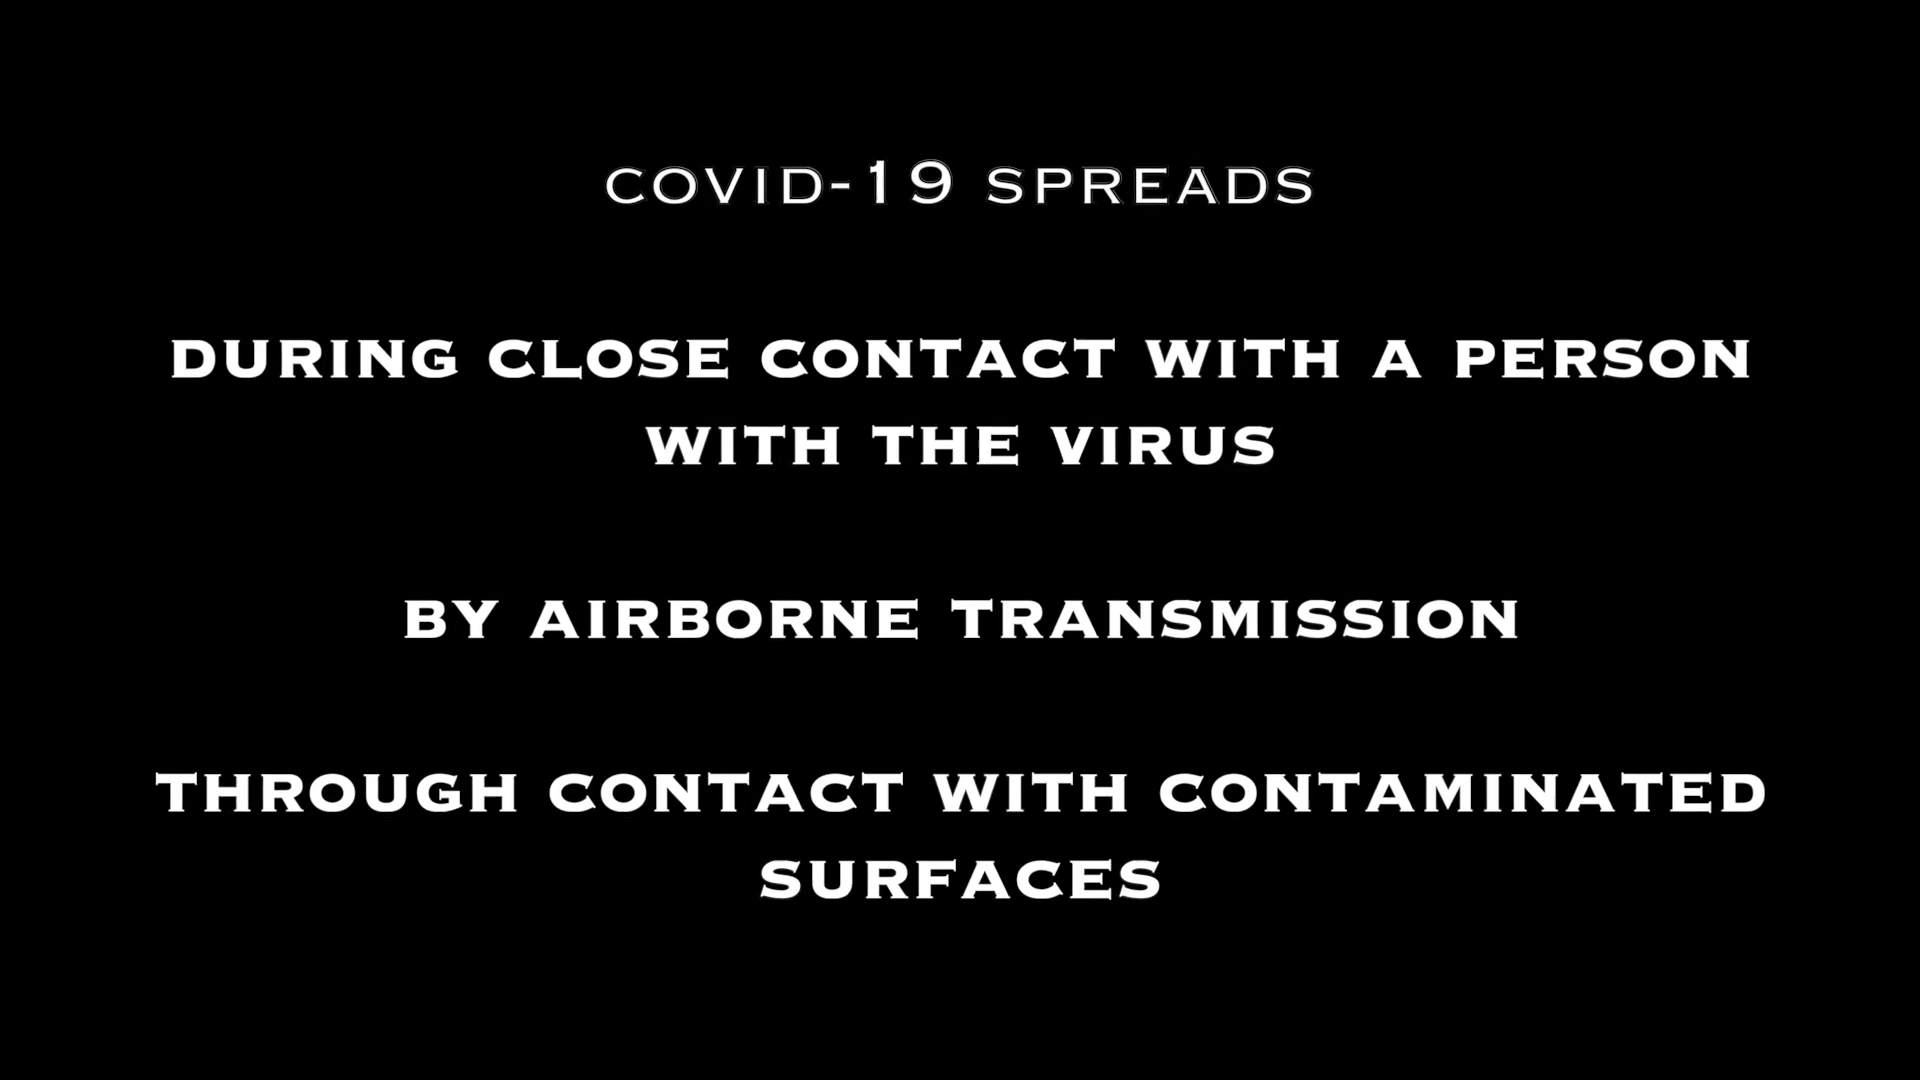 COVID-19 SPREADS
DURING CLOSE CONTACT WITH A PERSON
WITH THE VIRUS
BY AIRBORNE TRANSMISSION
THROUGH CONTACT WITH CONTAMINATED
SURFACES